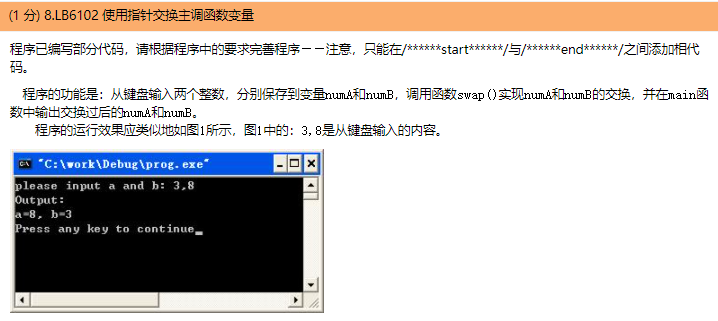 (1 分) 8.LB6102 使用指针交换主调函数变量
程序已编写部分代码，请根据程序中的要求完善程序－－注意，只能在/******start******/与/******end******/之间添加相代
码。
程序的功能是：从键盘输入两个整数，分别保存到变量numA和numB，调用函数swap()实现numA和numB的交换，并在main函
数中输出交换过后的numA和numB。
程序的运行效果应类似地如图1所示，图1中的：3,8是从键盘输入的内容。
"C:\work\Debug\prog.exe"
please input a and b: 3,8
Output:
a=8, b=3
Press any key to continue_